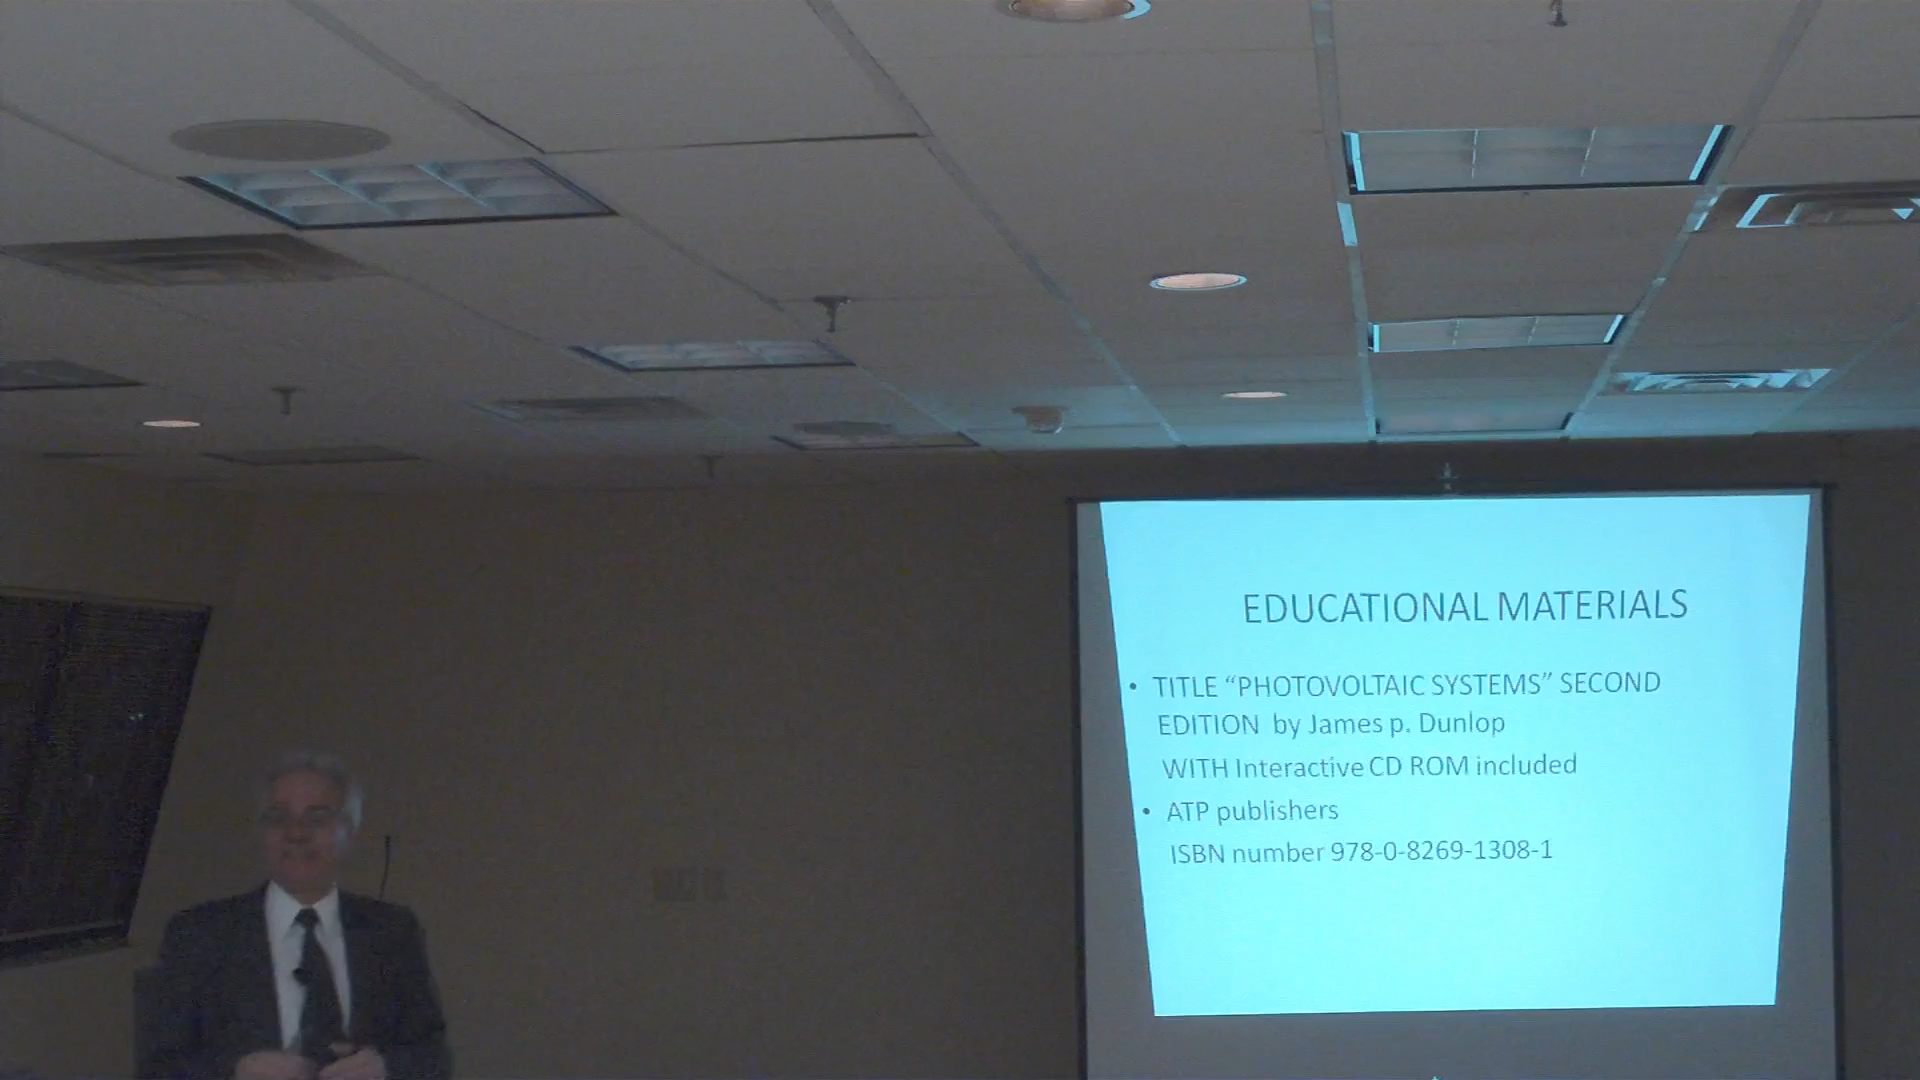 EDUCATIONAL MATERIALS
• TITLE “PHOTOVOLTAIC SYSTEMS” SECOND
EDITION by James p. Dunlop
WITH Interactive CD ROM included
• ATP publishers
ISBN number 978-0-8269-1308-1